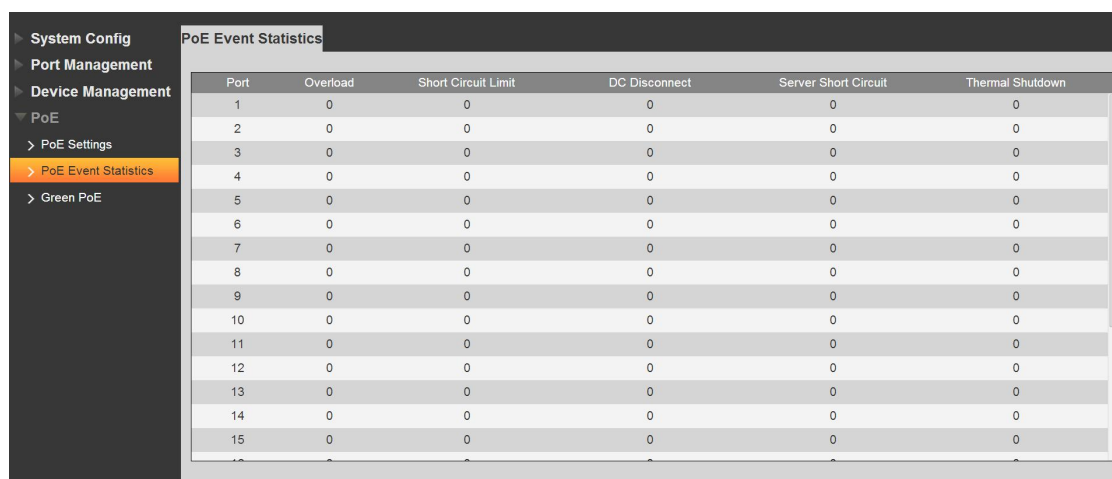 System Config
Port Management
Device Management
PoE
PoE Settings
PoE Event Statistics
Green PoE
PoE Event Statistics
Port Overload Short Circuit Limit DC Disconnect Server Short Circuit Thermal Shutdown
1 0 0 0 0 0
2 0 0 0 0 0
3 0 0 0 0 0
4 0 0 0 0 0
5 0 0 0 0 0
6 0 0 0 0 0
7 0 0 0 0 0
8 0 0 0 0 0
9 0 0 0 0 0
10 0 0 0 0 0
11 0 0 0 0 0
12 0 0 0 0 0
13 0 0 0 0 0
14 0 0 0 0 0
15 0 0 0 0 0